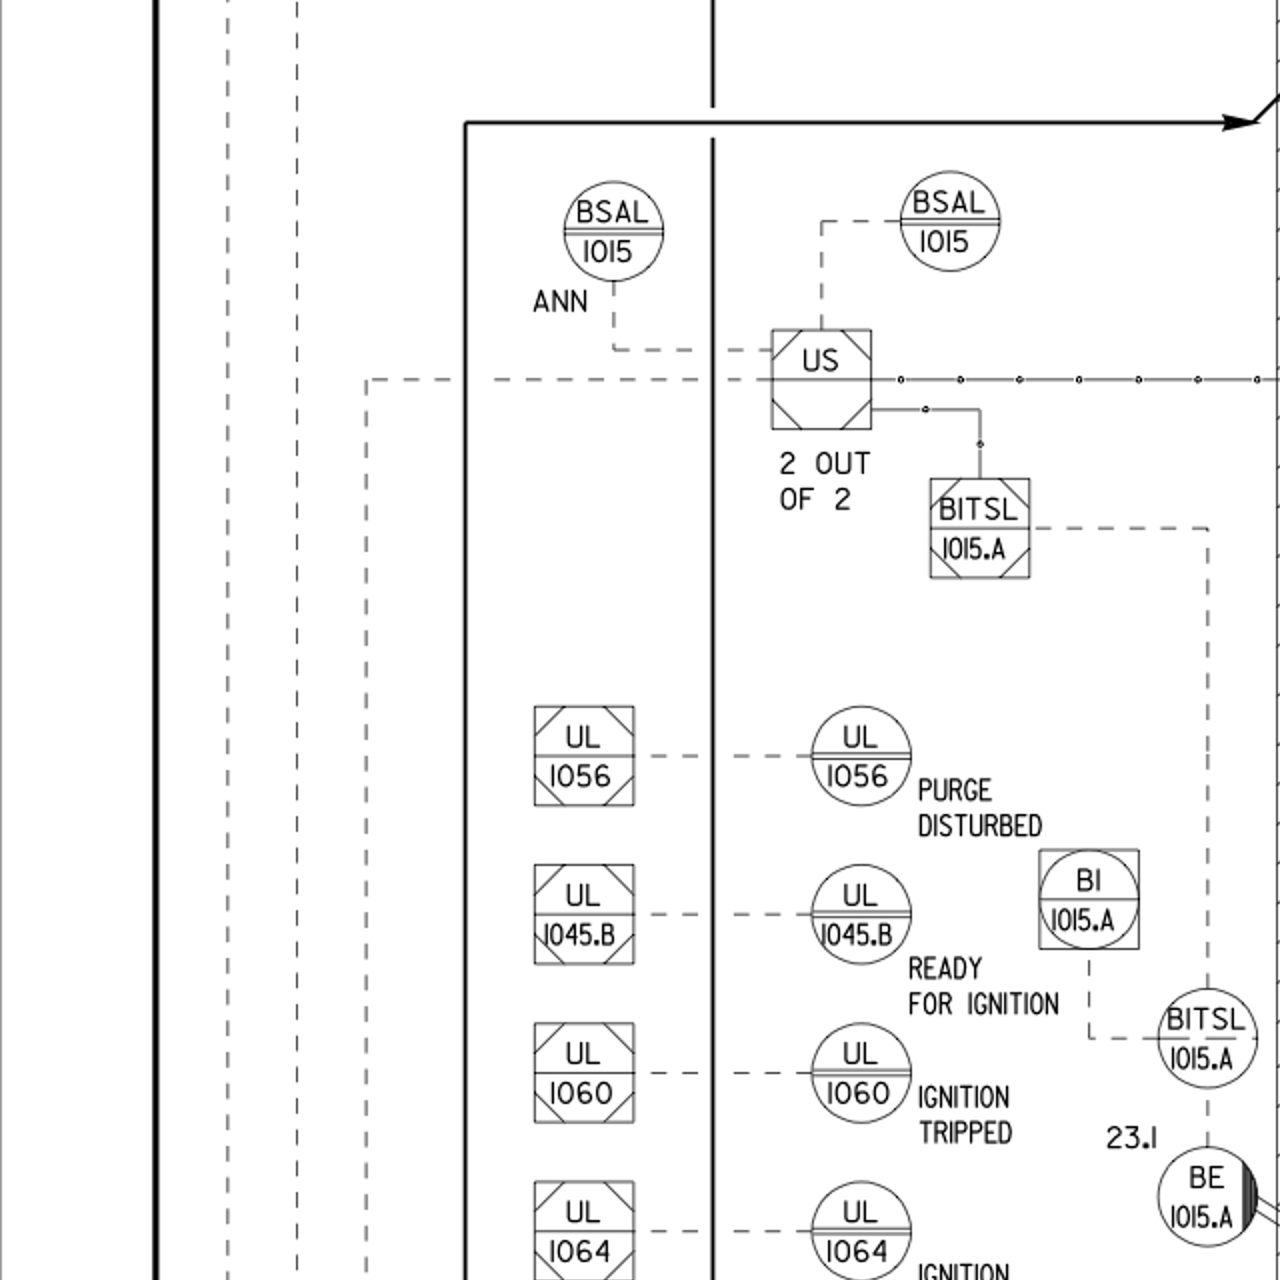 BSAL
1015
ANN
BSAL
1015
US
2 OUT
OF 2
BITSL
1015.A
UL
1056
UL
1056
PURGE
DISTURBED
BI
1015.A
UL
1045.B
UL
1045.B
READY
FOR IGNITION
BITSL
1015.A
UL
1060
UL
1060
IGNITION
TRIPPED
23.1
BE
1015.A
UL
1064
UL
1064
IGNITION